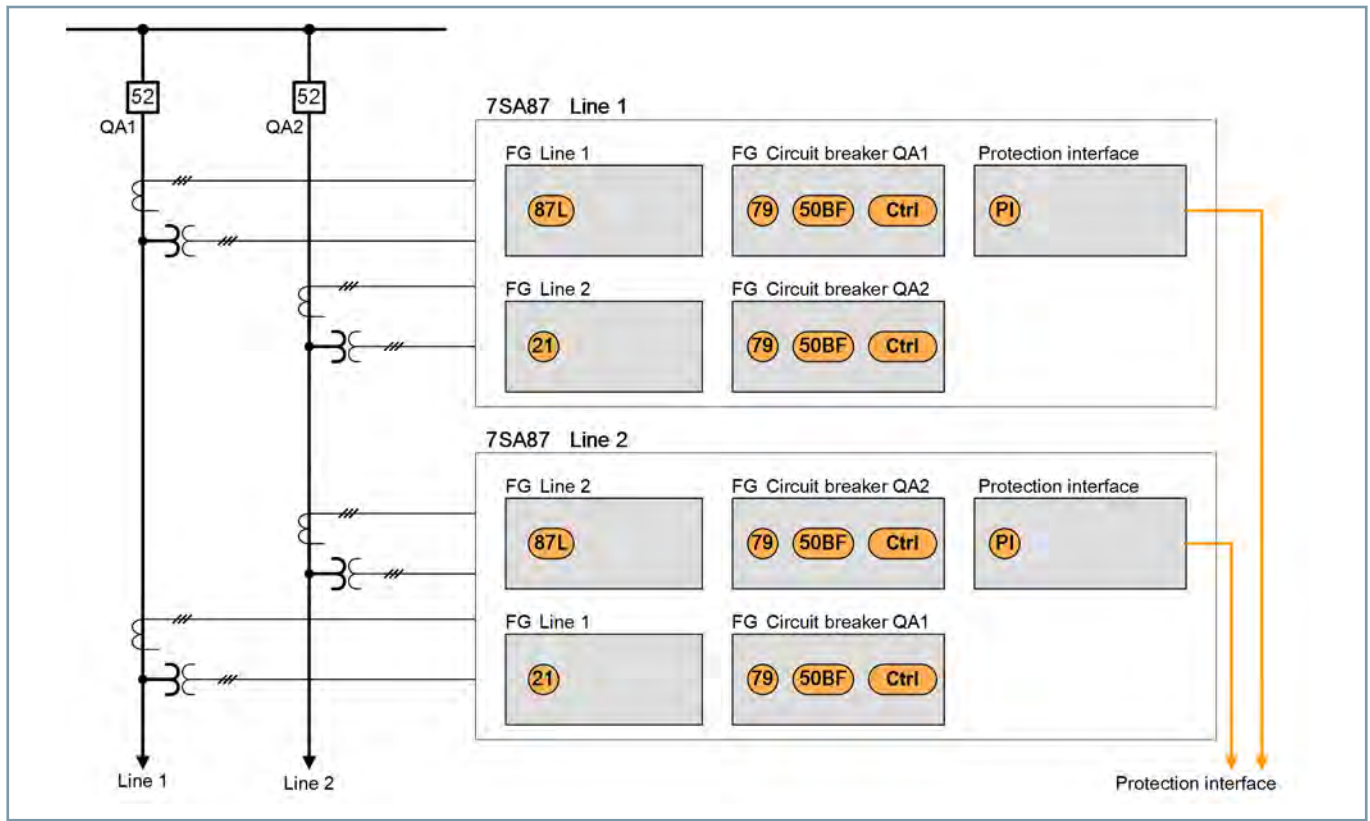 52
52
QA1
QA2
7SA87 Line 1
FG Line 1
FG Circuit breaker QA1
Protection interface
87L
79
50BF
Ctrl
PI
FG Line 2
FG Circuit breaker QA2
21
79
50BF
Ctrl
7SA87 Line 2
FG Line 2
FG Circuit breaker QA2
Protection interface
87L
79
50BF
Ctrl
PI
FG Line 1
FG Circuit breaker QA1
21
79
50BF
Ctrl
Line 1
Line 2
Protection interface